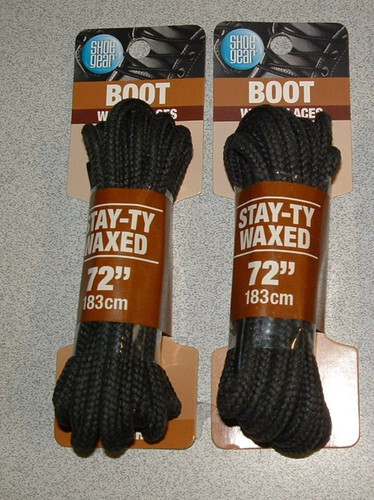 SHOE
gear
BOOT
STAY-TY
WAXED
72"
183cm
SHOE
gear
BOOT
STAY-TY
WAXED
72"
183cm